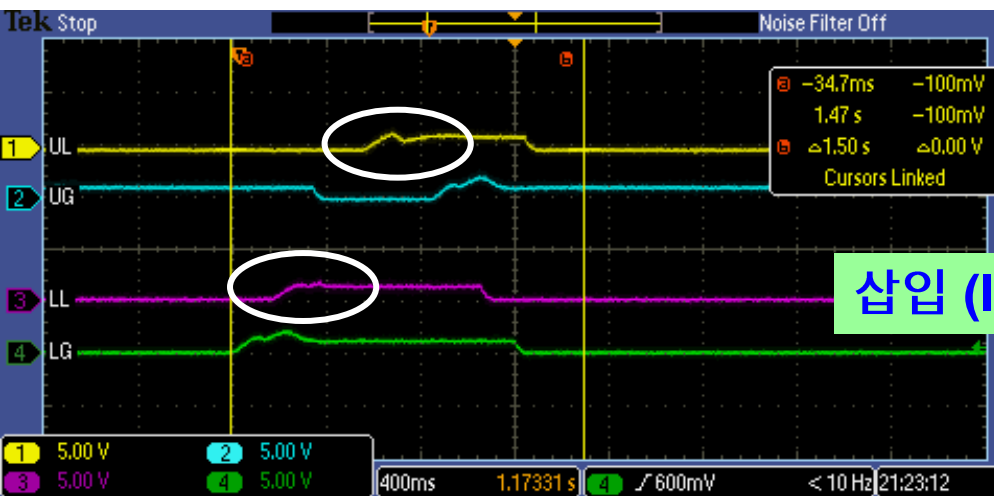 Tek Stop
Noise Filter Off
a
b
a -34.7ms -100mV
1.47 s -100mV
b △1.50 s △0.00 V
Cursors Linked
1 UL
2 UG
3 LL
삽입 (I
4 LG
1 5.00 V 2 5.00 V
3 5.00 V 4 5.00 V
400ms 1.17331 s 4 600mV < 10 Hz 21:23:12